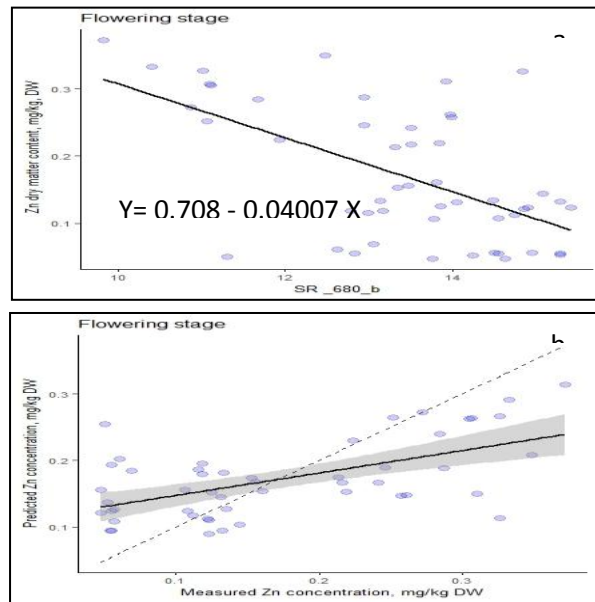 Flowering stage
Zn dry matter content, mg/kg, DW
0.3
0.2
0.1
Y= 0.708 - 0.04007 X
10 12 14
SR _680_b
Flowering stage
Predicted Zn concentration, mg/kg DW
0.3
0.2
0.1
0.1 0.2 0.3
Measured Zn concentration, mg/kg DW